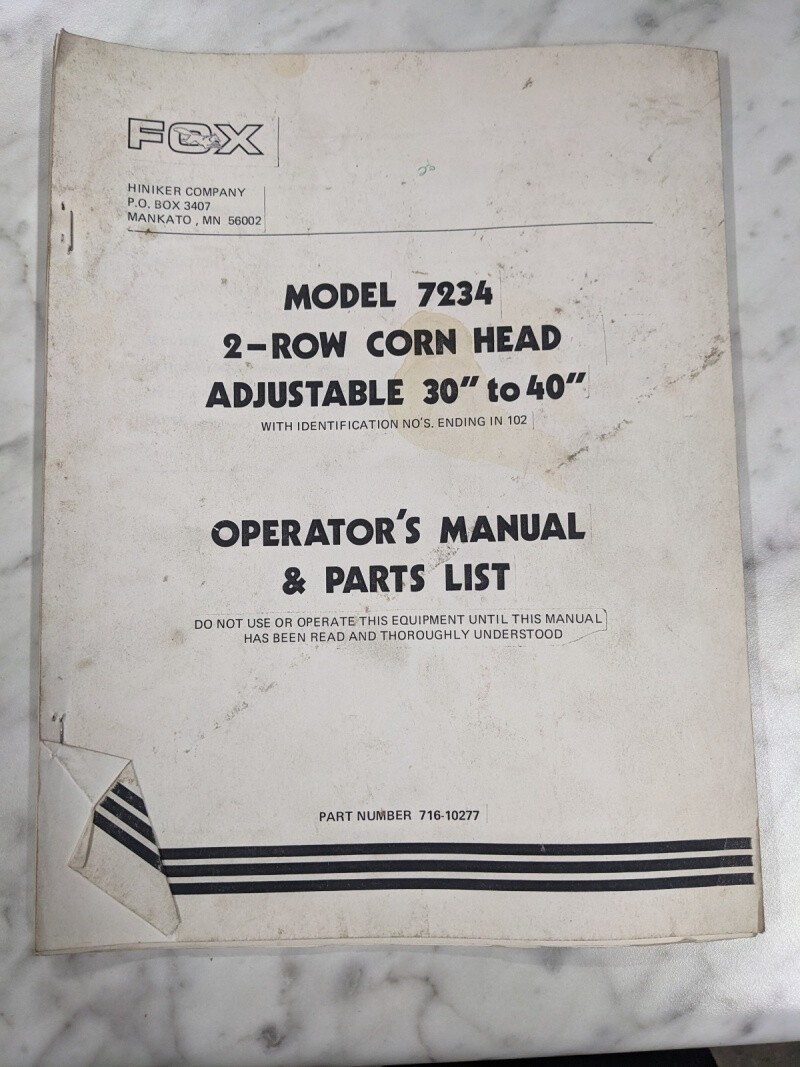 FOX
HINIKER COMPANY
P.O. BOX 3407
MANKATO , MN 56002
MODEL 7234
2-ROW CORN HEAD
ADJUSTABLE 30" to 40"
WITH IDENTIFICATION NO'S. ENDING IN 102
OPERATOR'S MANUAL
& PARTS LIST
DO NOT USE OR OPERATE THIS EQUIPMENT UNTIL THIS MANUAL
HAS BEEN READ AND THOROUGHLY UNDERSTOOD
PART NUMBER 716-10277